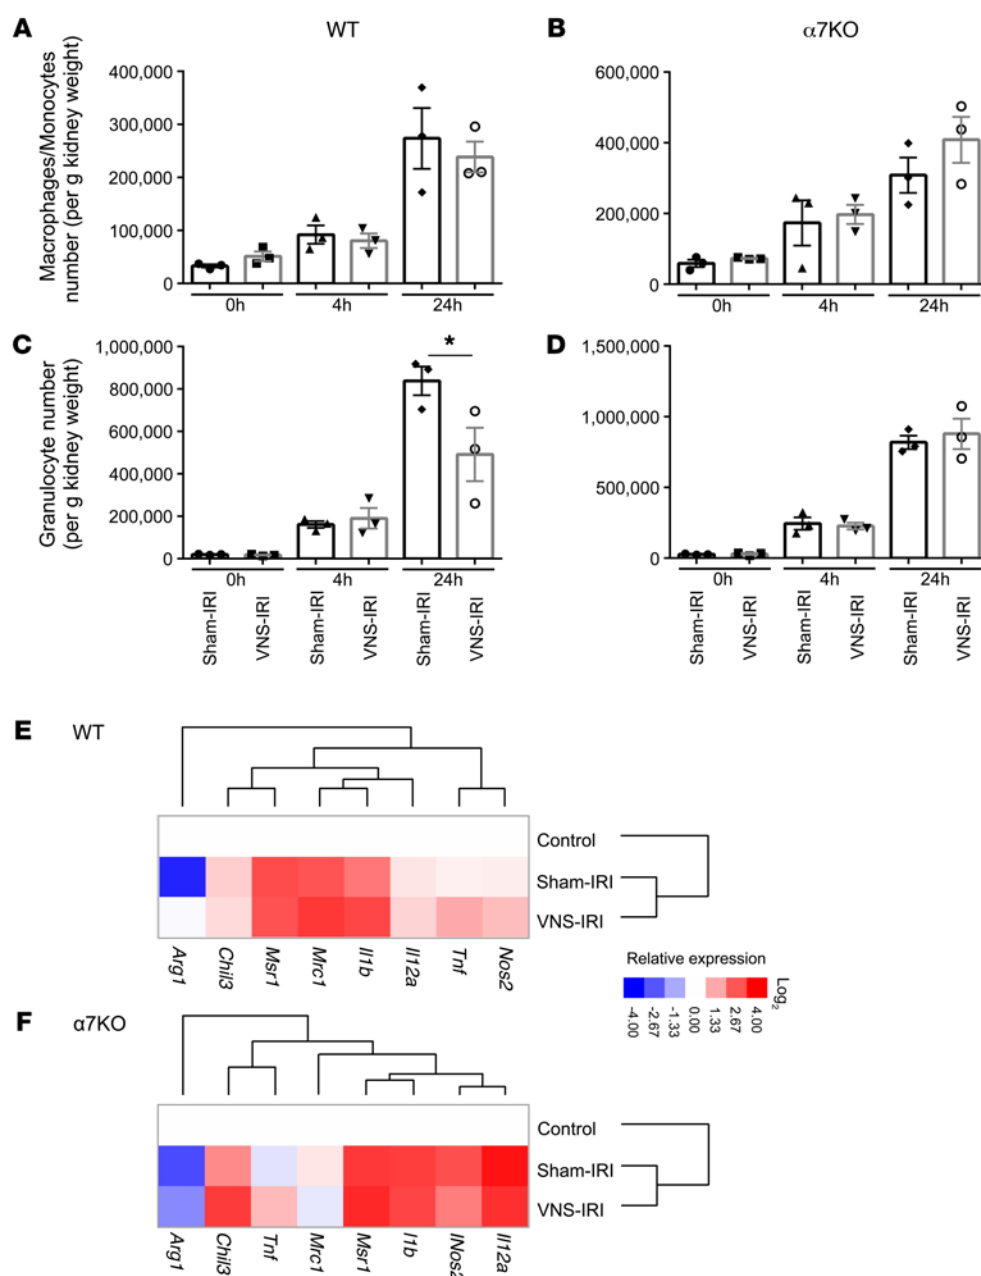 A WT B α7KO
Macrophages/Monocytes
number (per g kidney weight)
400,000
300,000
200,000
100,000
0
0h 4h 24h
600,000
400,000
200,000
0
0h 4h 24h
C
Granulocyte number
(per g kidney weight)
1,000,000
800,000
600,000
400,000
200,000
0
*
0h 4h 24h
Sham-IRI VNS-IRI Sham-IRI VNS-IRI Sham-IRI VNS-IRI
D
1,500,000
1,000,000
500,000
0
0h 4h 24h
Sham-IRI VNS-IRI Sham-IRI VNS-IRI Sham-IRI VNS-IRI
E WT
Control
Sham-IRI
VNS-IRI
Arg1 Chil3 Msr1 Mrc1 Il1b Il12a Tnf Nos2
Relative expression
Log2
-4.00 -2.67 -1.33 0.00 1.33 2.67 4.00
F α7KO
Control
Sham-IRI
VNS-IRI
Arg1 Chil3 Tnf Mrc1 Msr1 I1b INos2 Il12a